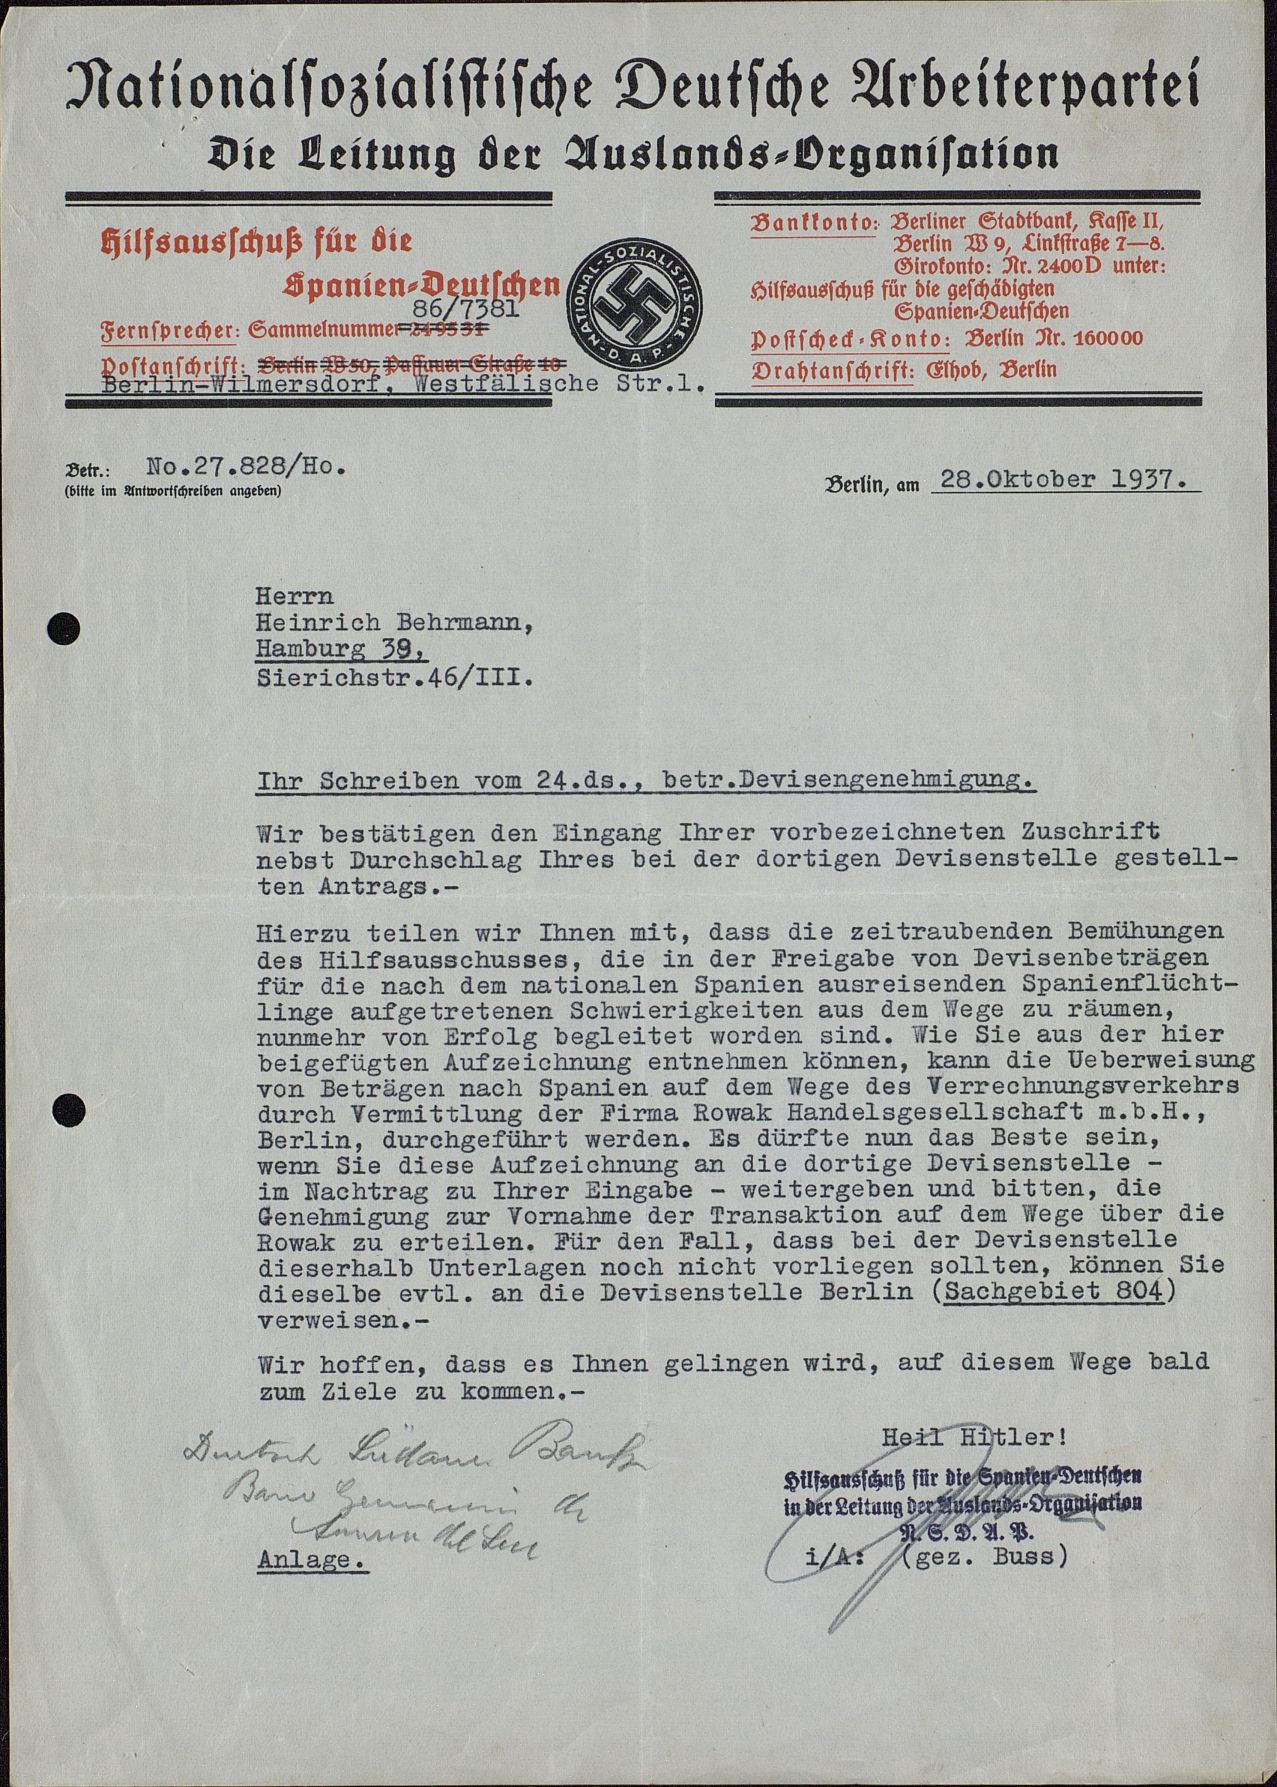 Nationalsozialistische Deutsche Arbeiterpartei
Die Leitung der Auslands-Organisation
Hilfsausschuß für die
Spanien-Deutschen
86/7381
Fernsprecher: Sammelnummer 249531
Postanschrift: Berlin W 50, Passauer Straße 10
Berlin-Wilmersdorf, Westfälische Str.1.
NATIONAL-SOZIALISTISCHE
N.D.A.P.
Bankkonto: Berliner Stadtbank, Kasse II,
Berlin W 9, Linkstraße 7—8.
Girokonto: Nr. 2400 D unter:
Hilfsausschuß für die geschädigten
Spanien-Deutschen
Postscheck-Konto: Berlin Nr. 160000
Drahtanschrift: Elhob, Berlin
Betr.: No.27.828/Ho.
(bitte im Antwortschreiben angeben)
Berlin, am 28.Oktober 1937.
Herrn
Heinrich Behrmann,
Hamburg 39,
Sierichstr.46/III.
Ihr Schreiben vom 24.ds., betr.Devisengenehmigung.
Wir bestätigen den Eingang Ihrer vorbezeichneten Zuschrift
nebst Durchschlag Ihres bei der dortigen Devisenstelle gestell-
ten Antrags.-
Hierzu teilen wir Ihnen mit, dass die zeitraubenden Bemühungen
des Hilfsausschusses, die in der Freigabe von Devisenbeträgen
für die nach dem nationalen Spanien ausreisenden Spanienflücht-
linge aufgetretenen Schwierigkeiten aus dem Wege zu räumen,
nunmehr von Erfolg begleitet worden sind. Wie Sie aus der hier
beigefügten Aufzeichnung entnehmen können, kann die Ueberweisung
von Beträgen nach Spanien auf dem Wege des Verrechnungsverkehrs
durch Vermittlung der Firma Rowak Handelsgesellschaft m.b.H.,
Berlin, durchgeführt werden. Es dürfte nun das Beste sein,
wenn Sie diese Aufzeichnung an die dortige Devisenstelle -
im Nachtrag zu Ihrer Eingabe - weitergeben und bitten, die
Genehmigung zur Vornahme der Transaktion auf dem Wege über die
Rowak zu erteilen. Für den Fall, dass bei der Devisenstelle
dieserhalb Unterlagen noch nicht vorliegen sollten, können Sie
dieselbe evtl. an die Devisenstelle Berlin (Sachgebiet 804)
verweisen.-
Wir hoffen, dass es Ihnen gelingen wird, auf diesem Wege bald
zum Ziele zu kommen.-
Heil Hitler!
Hilfsausschuß für die Spanien-Deutschen
in der Leitung der Auslands-Organisation
N. S. D. A. P.
i/A: (gez. Buss)
Deutsch Südam. Bank
Anlage.